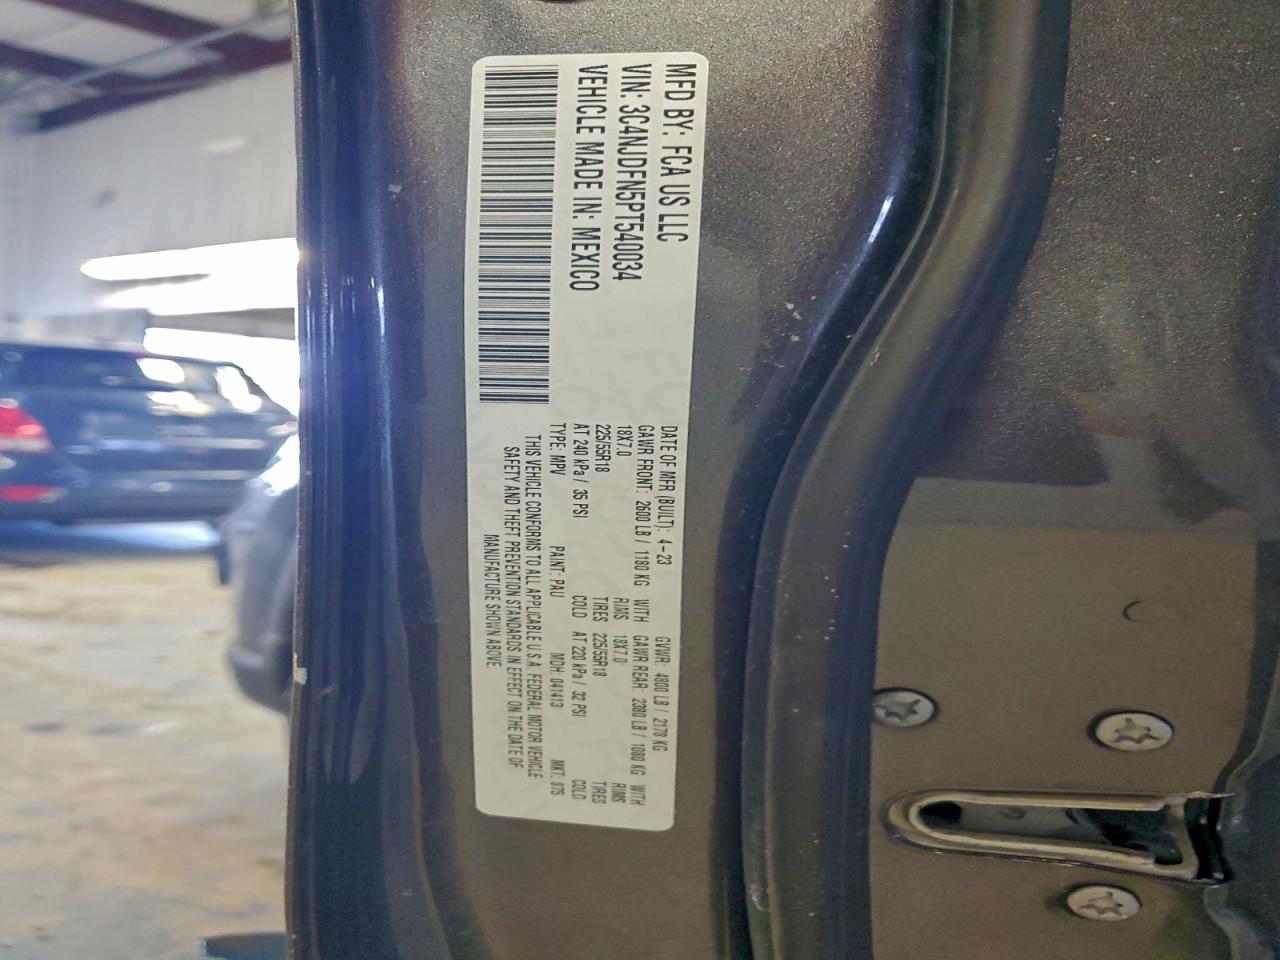 MFD BY: FCA US LLC
VIN: 3C4NJDFN5PT540034
VEHICLE MADE IN: MEXICO
DATE OF MFR (BUILT): 4-23 GVWR: 4800 LB / 2178 KG
GAWR FRONT: 2600 LB / 1180 KG WITH GAWR REAR: 2380 LB / 1080 KG WITH
18X7.0 RIMS 18X7.0 RIMS
225/55R18 TIRES 225/55R18 TIRES
AT 240 kPa / 35 PSI COLD AT 220 kPa / 32 PSI COLD
TYPE: MPV PAINT: PAU MDH: 041413 MKT: 875
THIS VEHICLE CONFORMS TO ALL APPLICABLE U.S.A. FEDERAL MOTOR VEHICLE
SAFETY AND THEFT PREVENTION STANDARDS IN EFFECT ON THE DATE OF
MANUFACTURE SHOWN ABOVE.